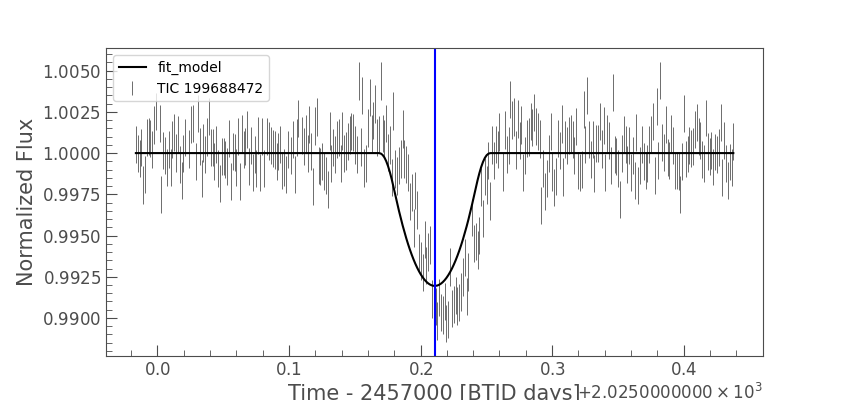 fit_model
TIC 199688472
Normalized Flux
1.0050
1.0025
1.0000
0.9975
0.9950
0.9925
0.9900
0.0
0.1
0.2
0.3
0.4
Time - 2457000 [BTJD days]
+2.0250000000 × 10³